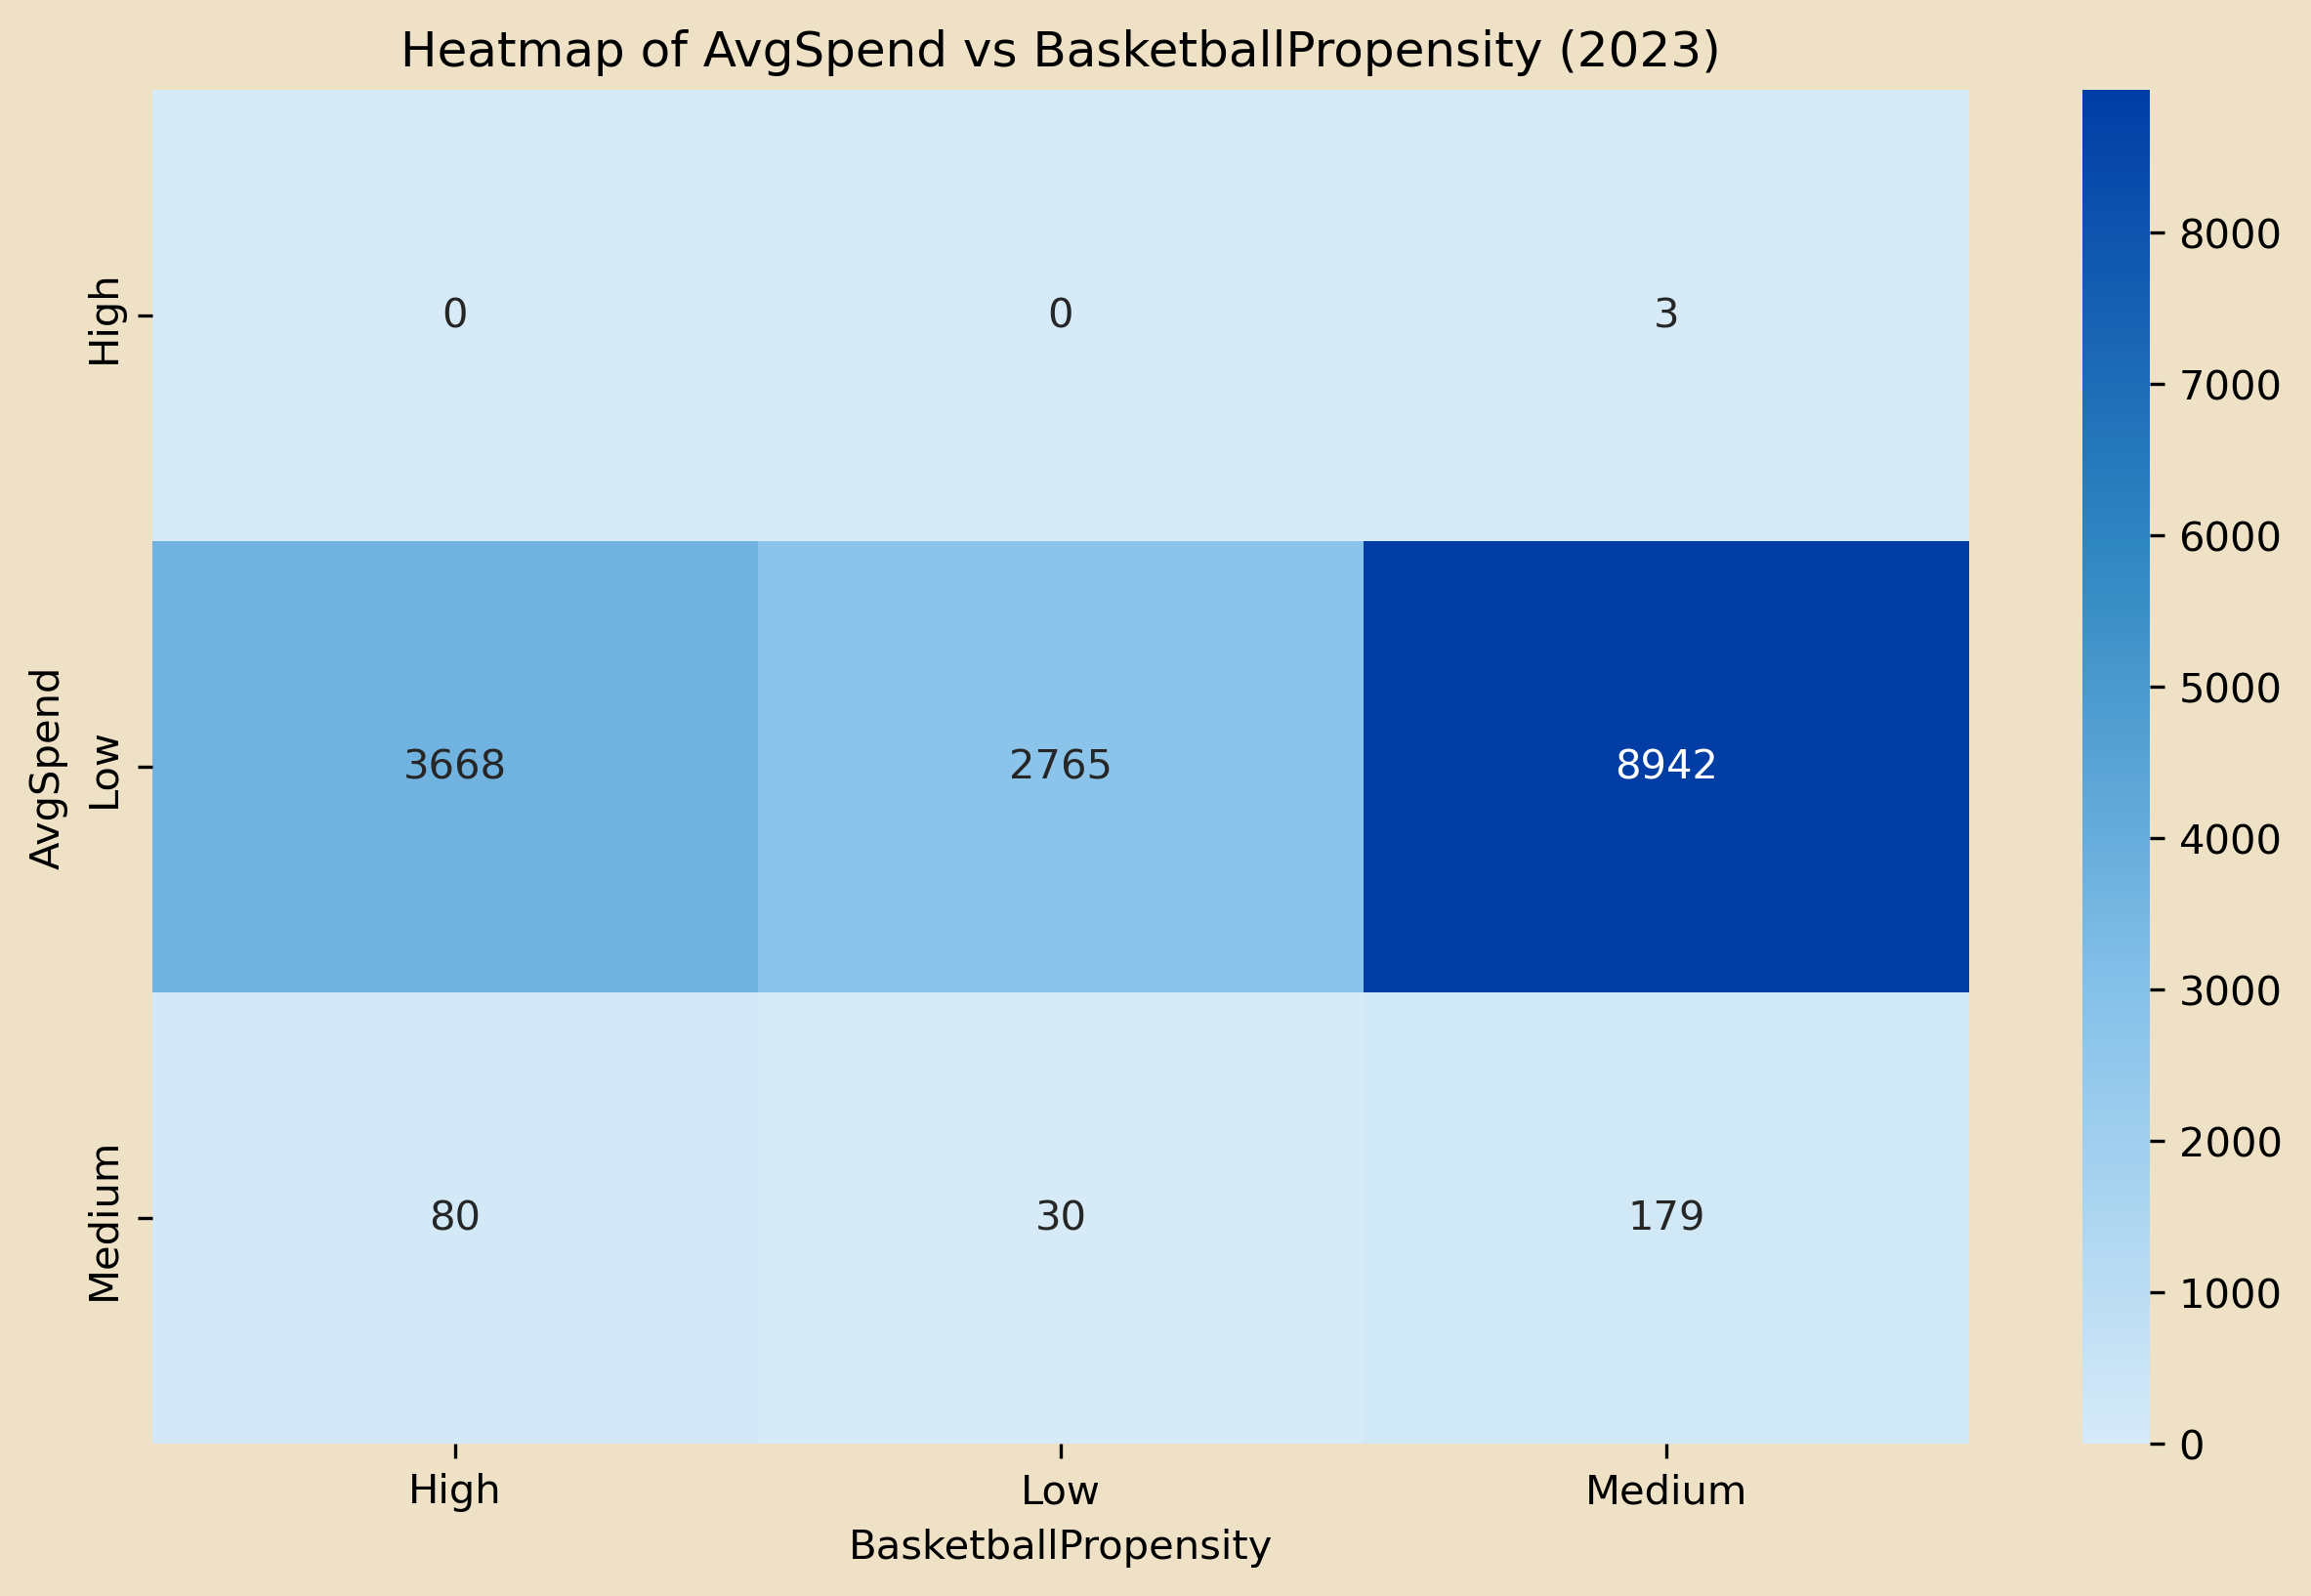 Heatmap of AvgSpend vs BasketballPropensity (2023)
AvgSpend
High
0 0 3
Low
3668 2765 8942
Medium
80 30 179
High Low Medium
BasketballPropensity
8000
7000
6000
5000
4000
3000
2000
1000
0